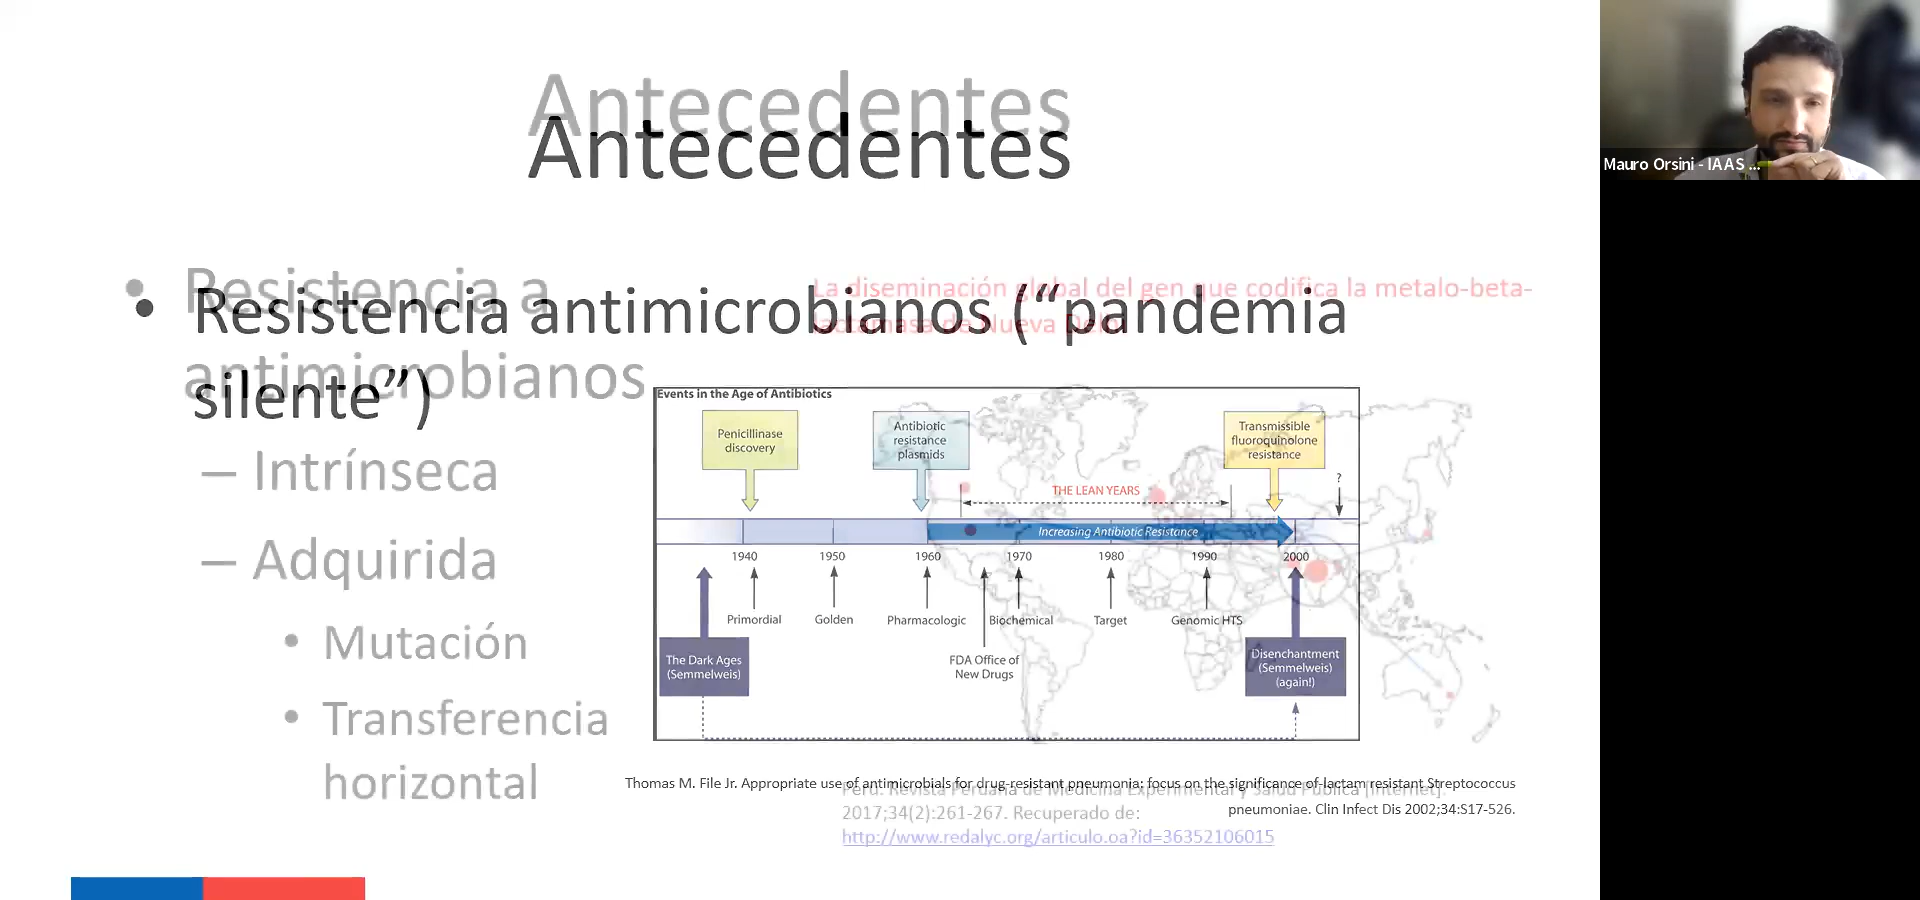 Antecedentes
Antecedentes
• Resistencia a
antimicrobianos
• Resistencia antimicrobianos (“pandemia
silente”)
– Intrínseca
– Adquirida
• Mutación
• Transferencia
horizontal
La diseminación global del gen que codifica la metalo-beta-
lactamasa de Nueva Delhi
Events in the Age of Antibiotics
Penicillinase
discovery
Antibiotic
resistance
plasmids
Transmissible
fluoroquinolone
resistance
?
THE LEAN YEARS
Increasing Antibiotic Resistance
1940 1950 1960 1970 1980 1990 2000
Primordial Golden Pharmacologic Biochemical Target Genomic HTS
FDA Office of
New Drugs
The Dark Ages
(Semmelweis)
Disenchantment
(Semmelweis)
(again!)
Thomas M. File Jr. Appropriate use of antimicrobials for drug-resistant pneumonia: focus on the significance of-lactam resistant Streptococcus
pneumoniae. Clin Infect Dis 2002;34:S17-526.
Perú. Revista Peruana de Medicina Experimental y Salud Pública [Internet].
2017;34(2):261-267. Recuperado de:
http://www.redalyc.org/articulo.oa?id=36352106015
Mauro Orsini - IAAS ...